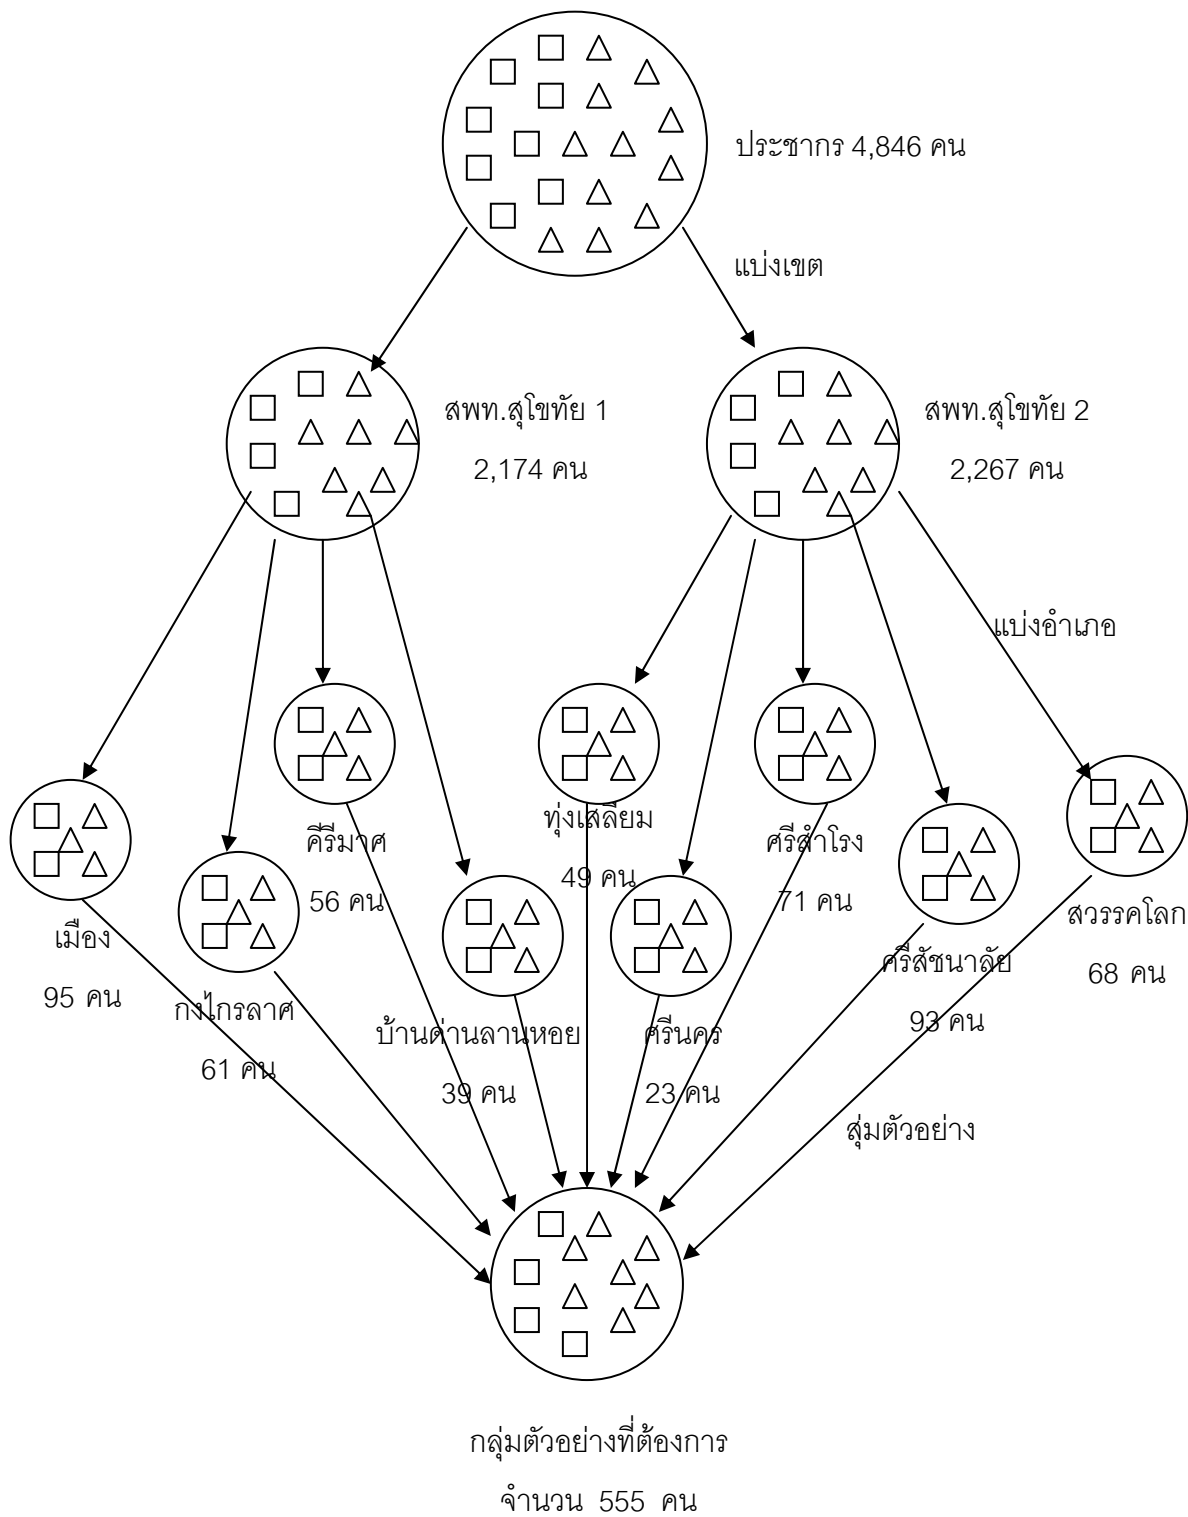 ประชากร 4,846 คน
แบ่งเขต
สพท.สุโขทัย 1
2,174 คน
สพท.สุโขทัย 2
2,267 คน
แบ่งอำเภอ
คีรีมาศ
56 คน
ทุ่งเสลี่ยม
49 คน
ศรีสำโรง
71 คน
สวรรคโลก
68 คน
เมือง
95 คน
ศรีสัชนาลัย
93 คน
กงไกรลาศ
61 คน
บ้านด่านลานหอย
39 คน
ศรีนคร
23 คน
สุ่มตัวอย่าง
กลุ่มตัวอย่างที่ต้องการ
จำนวน 555 คน